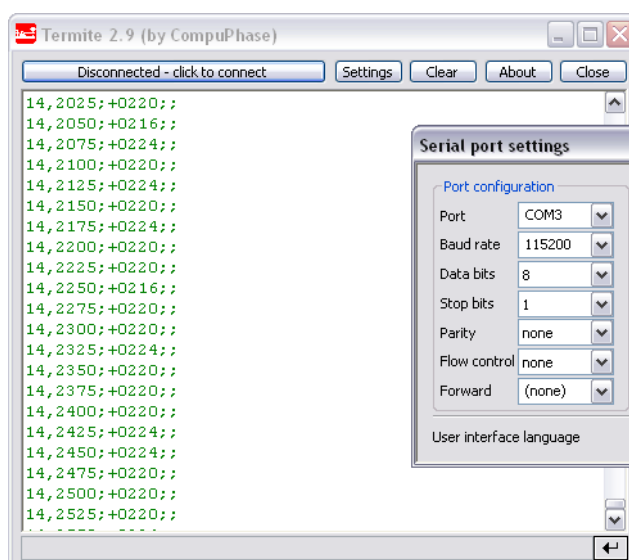 Termite 2.9 (by CompuPhase)
Disconnected - click to connect
Settings
Clear
About
Close
14,2025;+0220;;
14,2050;+0216;;
14,2075;+0224;;
14,2100;+0220;;
14,2125;+0224;;
14,2150;+0220;;
14,2175;+0224;;
14,2200;+0220;;
14,2225;+0220;;
14,2250;+0216;;
14,2275;+0220;;
14,2300;+0220;;
14,2325;+0224;;
14,2350;+0220;;
14,2375;+0220;;
14,2400;+0220;;
14,2425;+0224;;
14,2450;+0224;;
14,2475;+0220;;
14,2500;+0220;;
14,2525;+0220;;
Serial port settings
Port configuration
Port COM3
Baud rate 115200
Data bits 8
Stop bits 1
Parity none
Flow control none
Forward (none)
User interface language